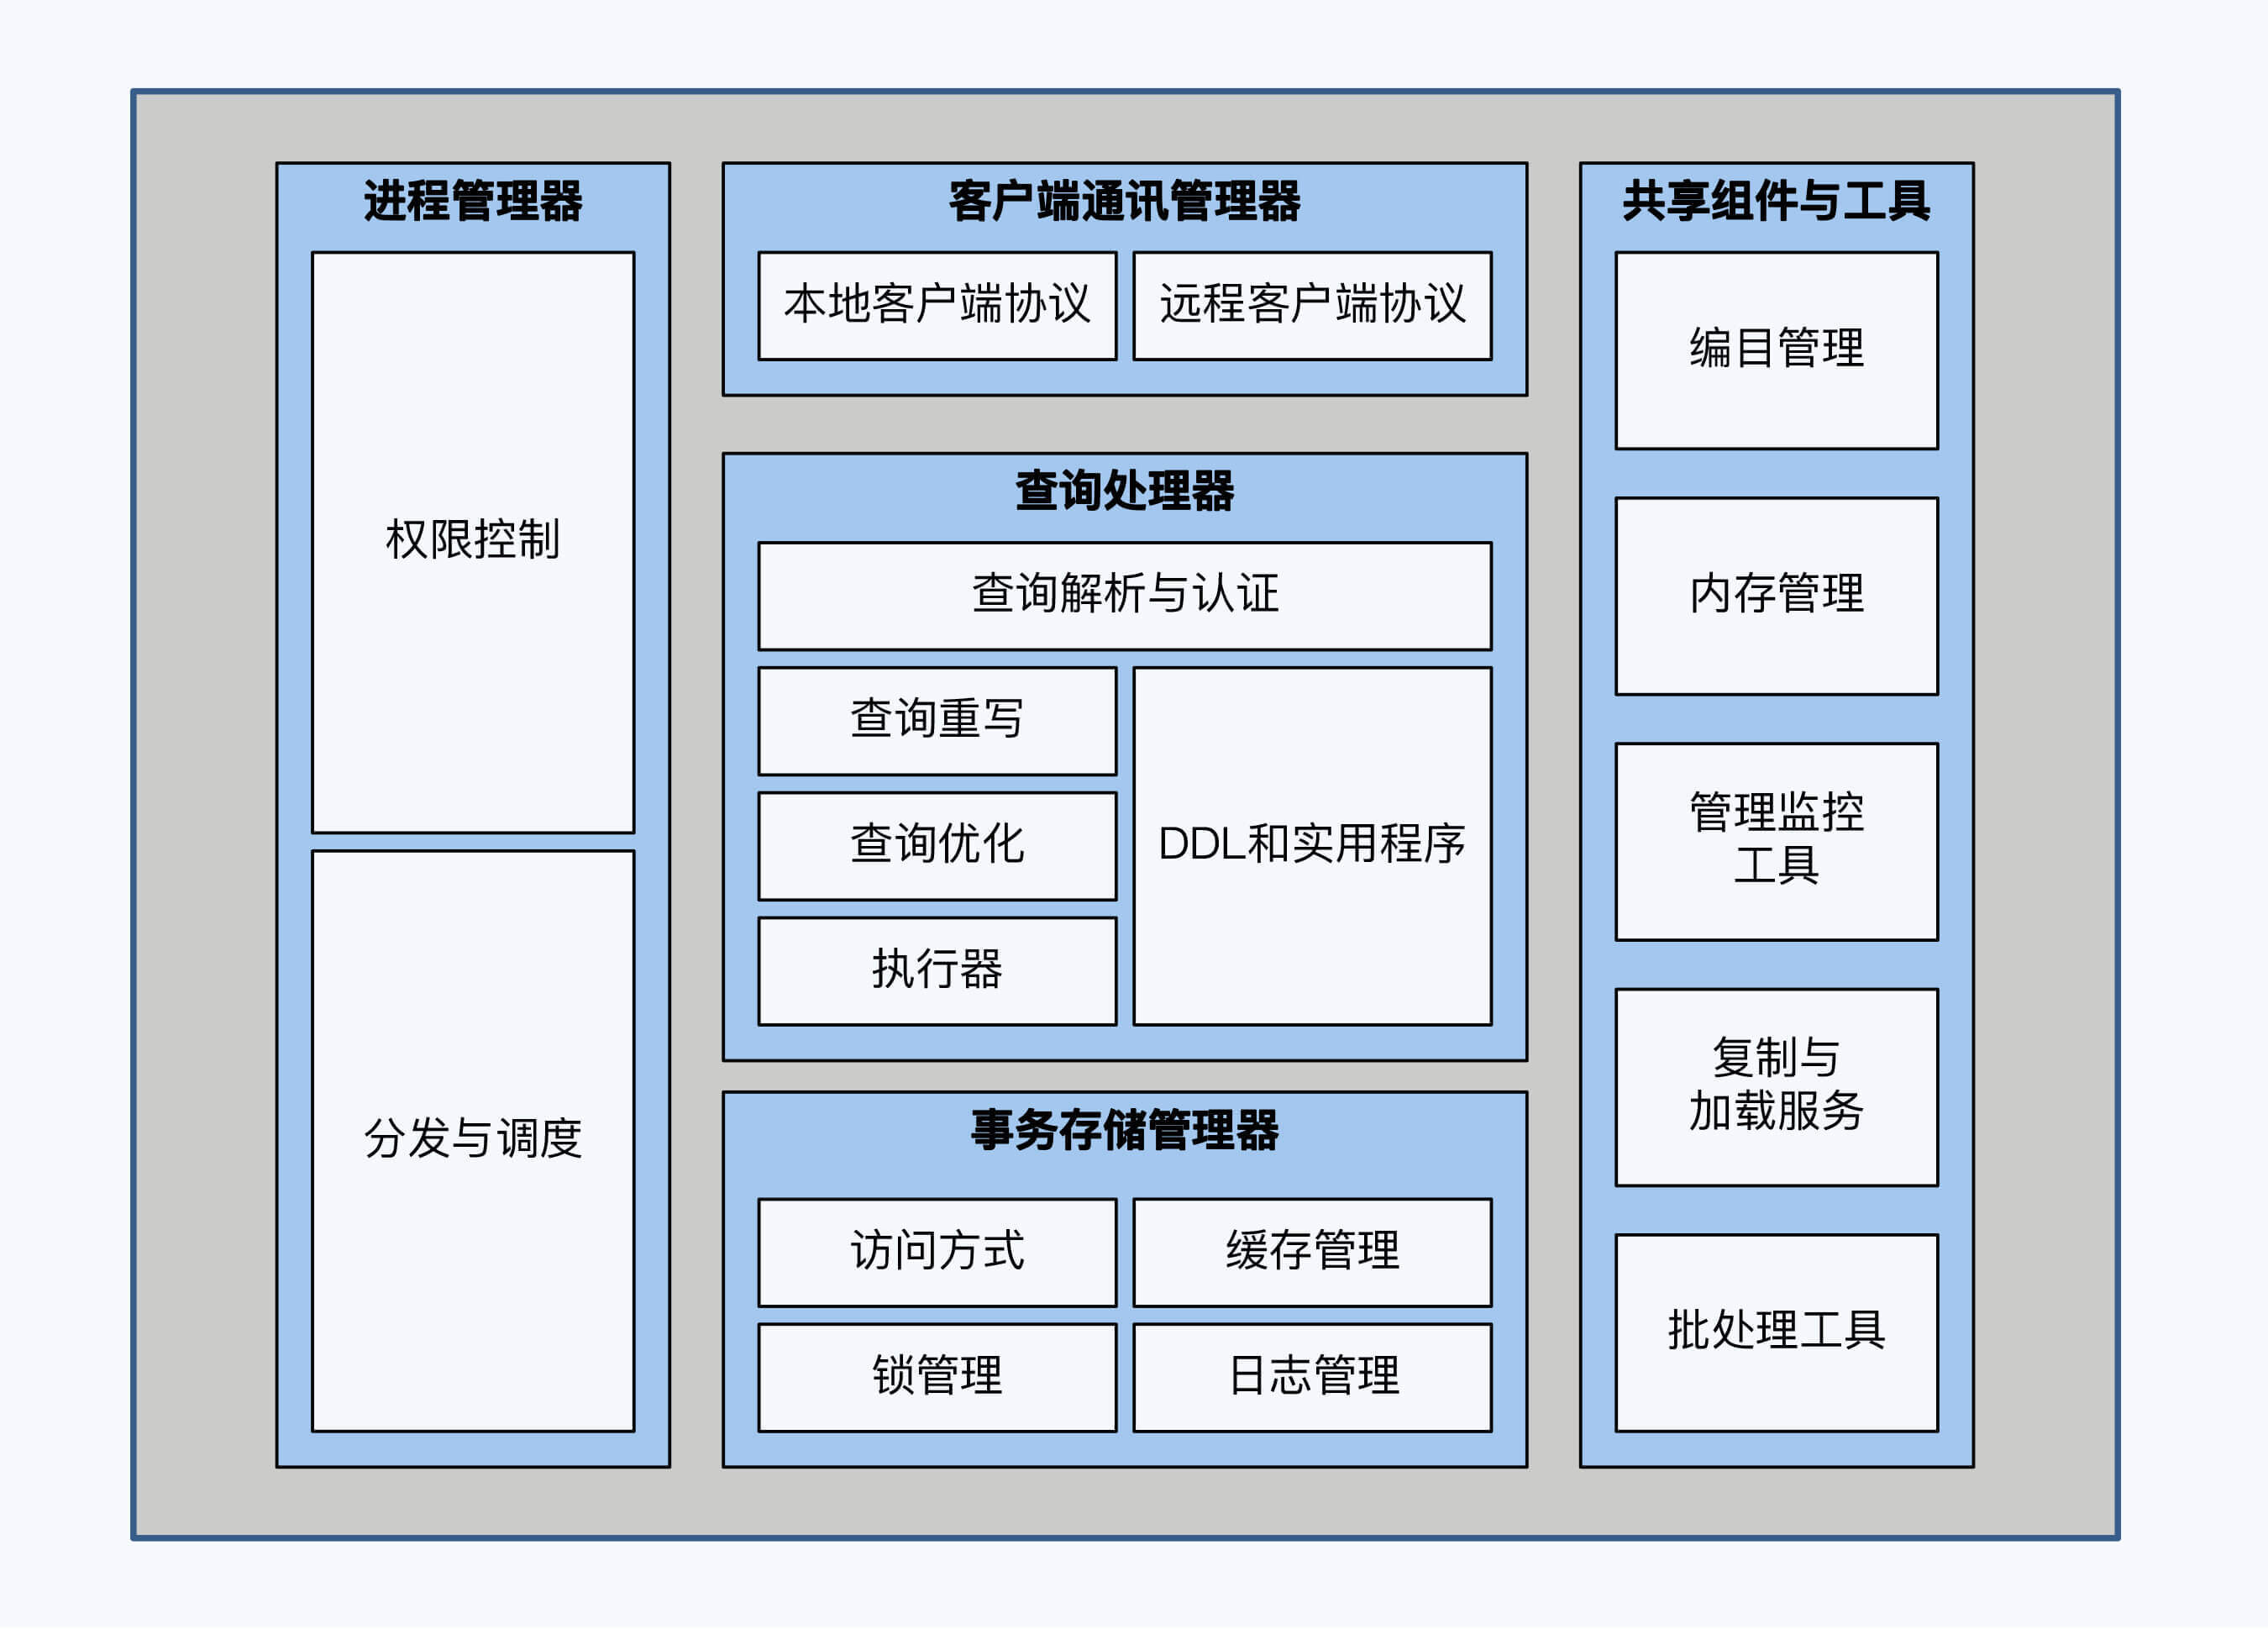 进程管理器
权限控制
分发与调度
客户端通讯管理器
本地客户端协议
远程客户端协议
查询处理器
查询解析与认证
查询重写
查询优化
执行器
DDL和实用程序
事务存储管理器
访问方式
缓存管理
锁管理
日志管理
共享组件与工具
编目管理
内存管理
管理监控
工具
复制与
加载服务
批处理工具